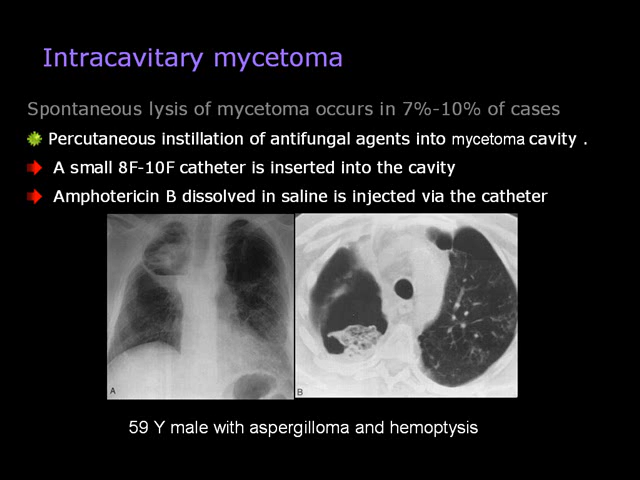 Intracavitary mycetoma
Spontaneous lysis of mycetoma occurs in 7%-10% of cases
Percutaneous instillation of antifungal agents into mycetoma cavity .
A small 8F-10F catheter is inserted into the cavity
Amphotericin B dissolved in saline is injected via the catheter
A
B
59 Y male with aspergilloma and hemoptysis